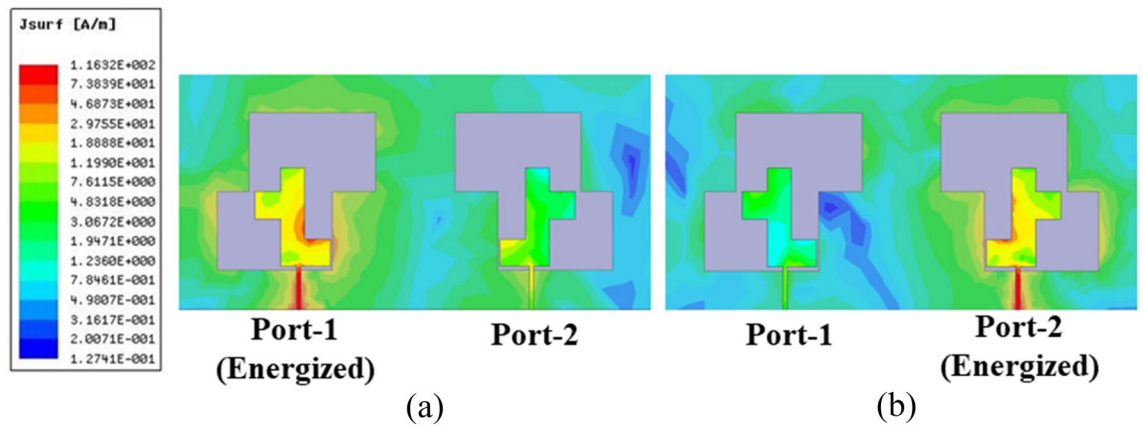 Jsurf [A/m]
1.1632E+002
7.3839E+001
4.6873E+001
2.9755E+001
1.8888E+001
1.1990E+001
7.6115E+000
4.8318E+000
3.0672E+000
1.9471E+000
1.2360E+000
7.8461E-001
4.9807E-001
3.1617E-001
2.0071E-001
1.2741E-001
Port-1
(Energized)
Port-2
Port-1
Port-2
(Energized)
(a)
(b)